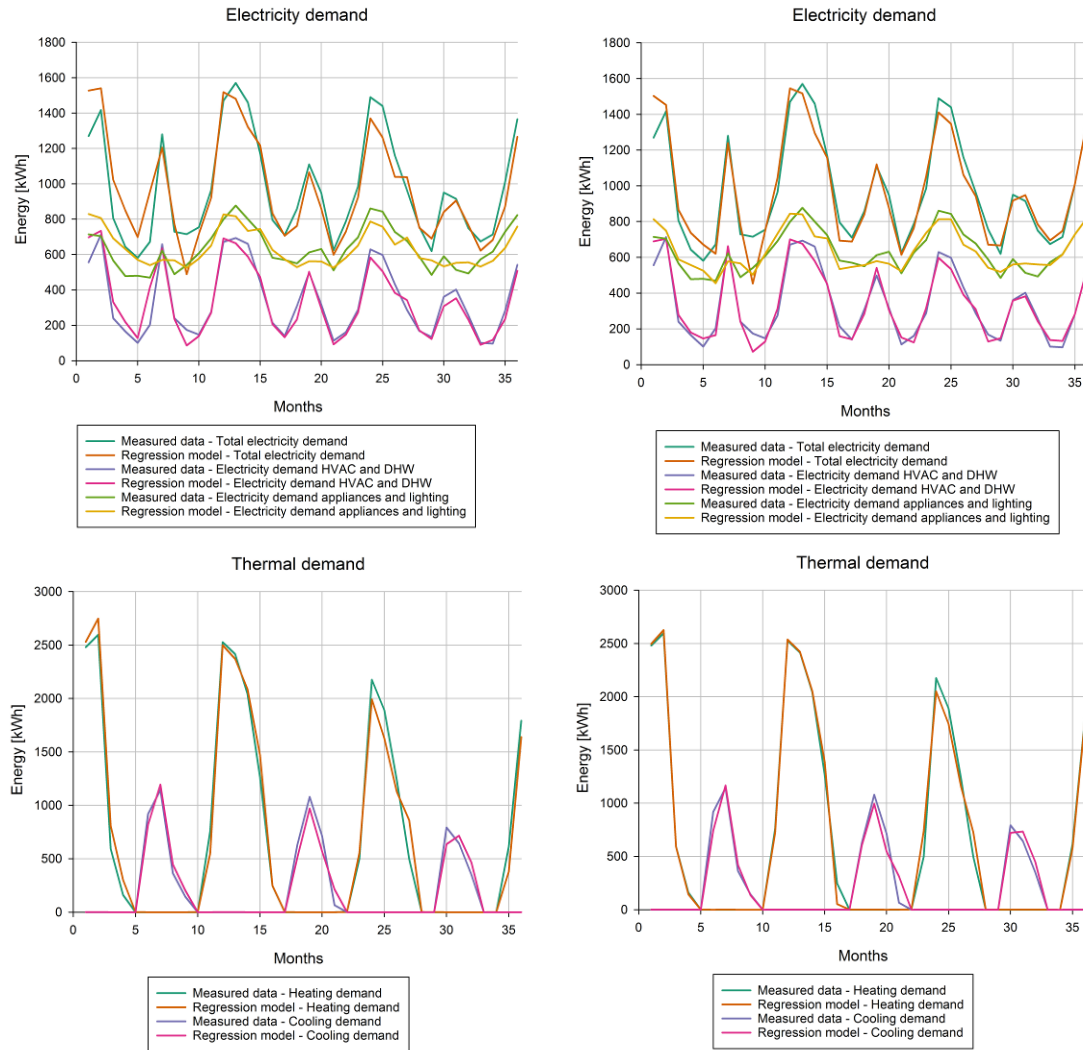 Electricity demand
1800
1600
1400
1200
1000
800
600
400
200
0
Energy [kWh]
0 5 10 15 20 25 30 35
Months
Measured data - Total electricity demand
Regression model - Total electricity demand
Measured data - Electricity demand HVAC and DHW
Regression model - Electricity demand HVAC and DHW
Measured data - Electricity demand appliances and lighting
Regression model - Electricity demand appliances and lighting
Electricity demand
1800
1600
1400
1200
1000
800
600
400
200
0
Energy [kWh]
0 5 10 15 20 25 30 35
Months
Measured data - Total electricity demand
Regression model - Total electricity demand
Measured data - Electricity demand HVAC and DHW
Regression model - Electricity demand HVAC and DHW
Measured data - Electricity demand appliances and lighting
Regression model - Electricity demand appliances and lighting
Thermal demand
3000
2500
2000
1500
1000
500
0
Energy [kWh]
0 5 10 15 20 25 30 35
Months
Measured data - Heating demand
Regression model - Heating demand
Measured data - Cooling demand
Regression model - Cooling demand
Thermal demand
3000
2500
2000
1500
1000
500
0
Energy [kWh]
0 5 10 15 20 25 30 35
Months
Measured data - Heating demand
Regression model - Heating demand
Measured data - Cooling demand
Regression model - Cooling demand